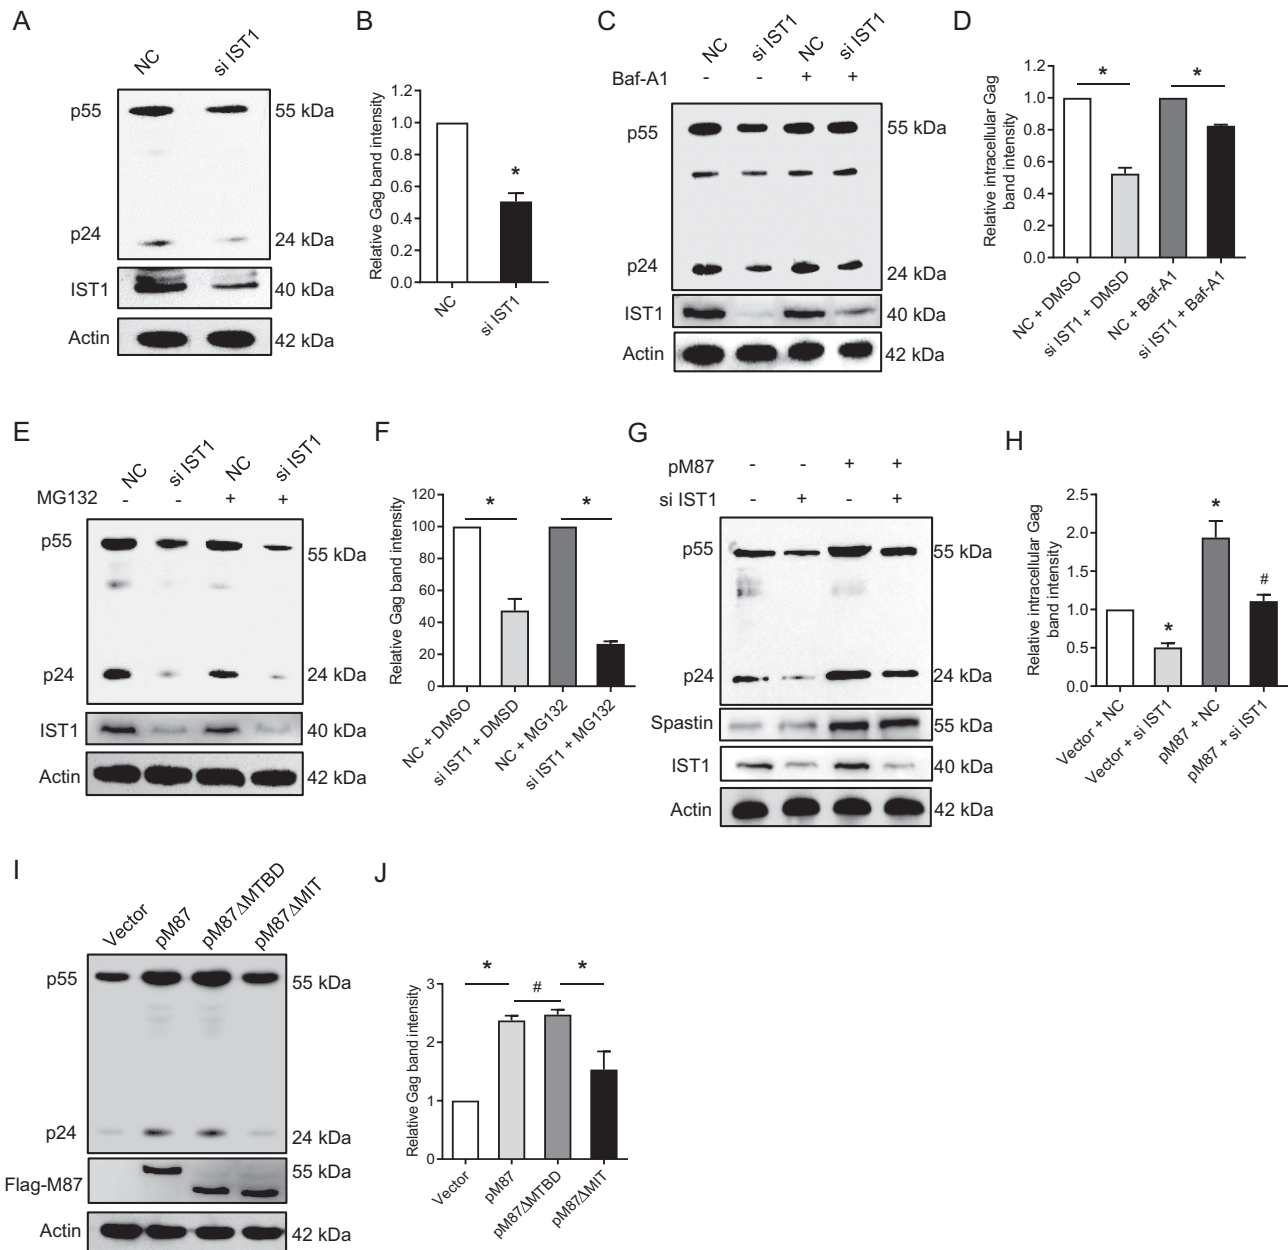 A
NC
si IST1
p55
55 kDa
p24
24 kDa
IST1
40 kDa
Actin
42 kDa
B
Relative Gag band intensity
1.2
1.0
0.8
0.6
0.4
0.2
0.0
*
NC
si IST1
C
NC
si IST1
NC
si IST1
Baf-A1 - - + +
p55
55 kDa
p24
24 kDa
IST1
40 kDa
Actin
42 kDa
D
Relative intracellular Gag
band intensity
1.2
1.0
0.8
0.6
0.4
0.2
0.0
* *
NC + DMSO
si IST1 + DMSD
NC + Baf-A1
si IST1 + Baf-A1
E
NC
si IST1
NC
si IST1
MG132 - - + +
p55
55 kDa
p24
24 kDa
IST1
40 kDa
Actin
42 kDa
F
Relative Gag band intensity
120
100
80
60
40
20
0
* *
NC + DMSO
si IST1 + DMSD
NC + MG132
si IST1 + MG132
G
pM87 - - + +
si IST1 - + - +
p55
55 kDa
p24
24 kDa
Spastin
55 kDa
IST1
40 kDa
Actin
42 kDa
H
Relative intracellular Gag
band intensity
2.5
2.0
1.5
1.0
0.5
0.0
*
*
#
Vector + NC
Vector + si IST1
pM87 + NC
pM87 + si IST1
I
Vector
pM87
pM87ΔMTBD
pM87ΔMIT
p55
55 kDa
p24
24 kDa
Flag-M87
55 kDa
Actin
42 kDa
J
Relative Gag band intensity
3
2
1
0
* # *
Vector
pM87
pM87ΔMTBD
pM87ΔMIT